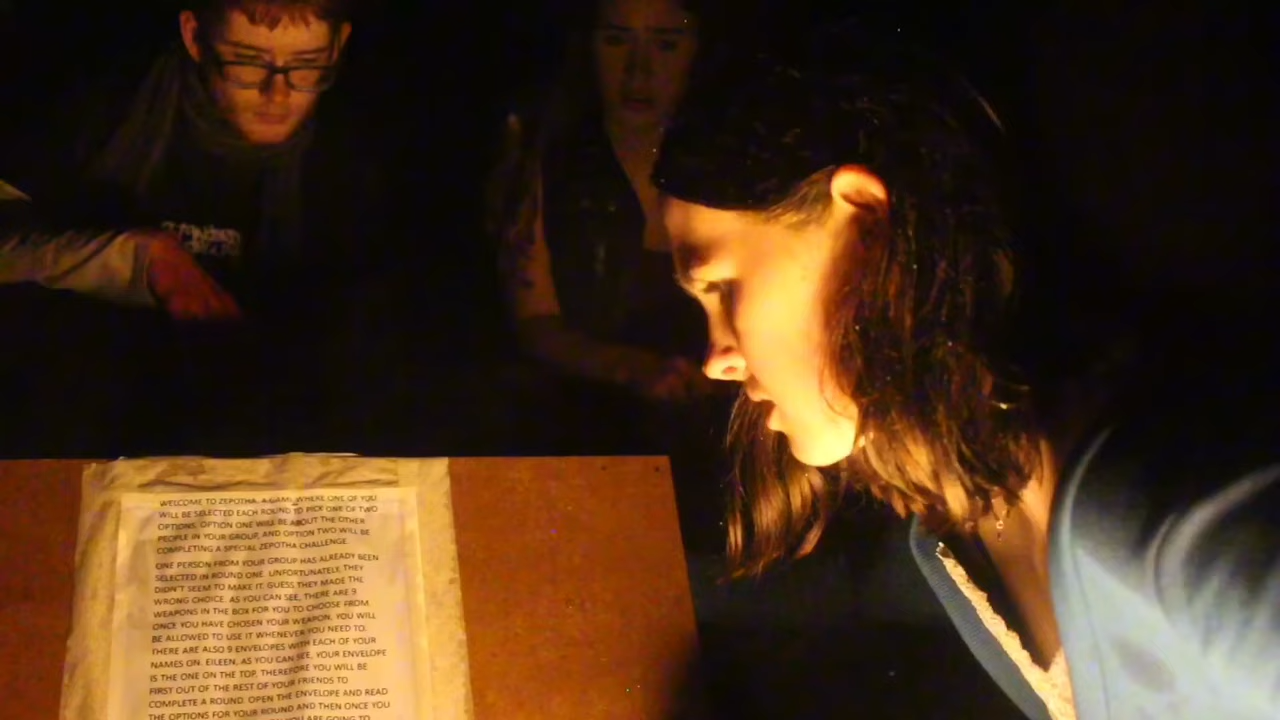 WELCOME TO ZEPOTHA, A GAME WHERE ONE OF YOU
WILL BE SELECTED EACH ROUND TO PICK ONE OF TWO
OPTIONS. OPTION ONE WILL BE ABOUT THE OTHER
PEOPLE IN YOUR GROUP, AND OPTION TWO WILL BE
COMPLETING A SPECIAL ZEPOTHA CHALLENGE.
ONE PERSON FROM YOUR GROUP HAS ALREADY BEEN
SELECTED IN ROUND ONE. UNFORTUNATELY, THEY
DIDN'T SEEM TO MAKE IT. GUESS THEY MADE THE
WRONG CHOICE. AS YOU CAN SEE, THERE ARE 9
WEAPONS IN THE BOX FOR YOU TO CHOOSE FROM.
ONCE YOU HAVE CHOSEN YOUR WEAPON, YOU WILL
BE ALLOWED TO USE IT WHENEVER YOU NEED TO.
THERE ARE ALSO 9 ENVELOPES WITH EACH OF YOUR
NAMES ON. EILEEN, AS YOU CAN SEE, YOUR ENVELOPE
IS THE ONE ON THE TOP, THEREFORE YOU WILL BE
FIRST OUT OF THE REST OF YOUR FRIENDS TO
COMPLETE A ROUND. OPEN THE ENVELOPE AND READ
THE OPTIONS FOR YOUR ROUND AND THEN ONCE YOU
YOU ARE GOING TO